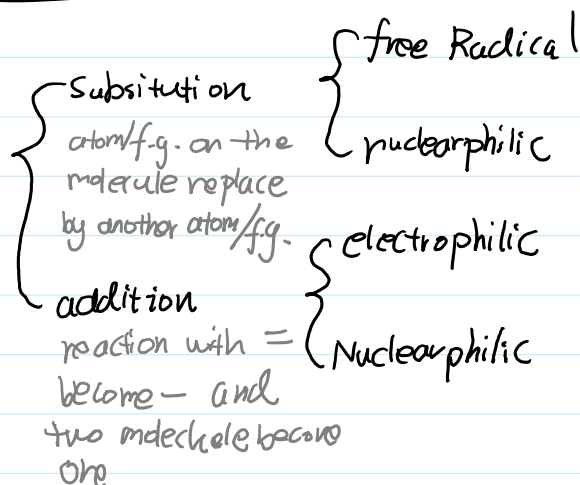 free Radical
Subsitution
atom/f.g. on the
nuclearphilic
molecule replace
by another atom/f.g.
electrophilic
addition
reaction with =
Nuclearphilic
become — and
two molechole become
one